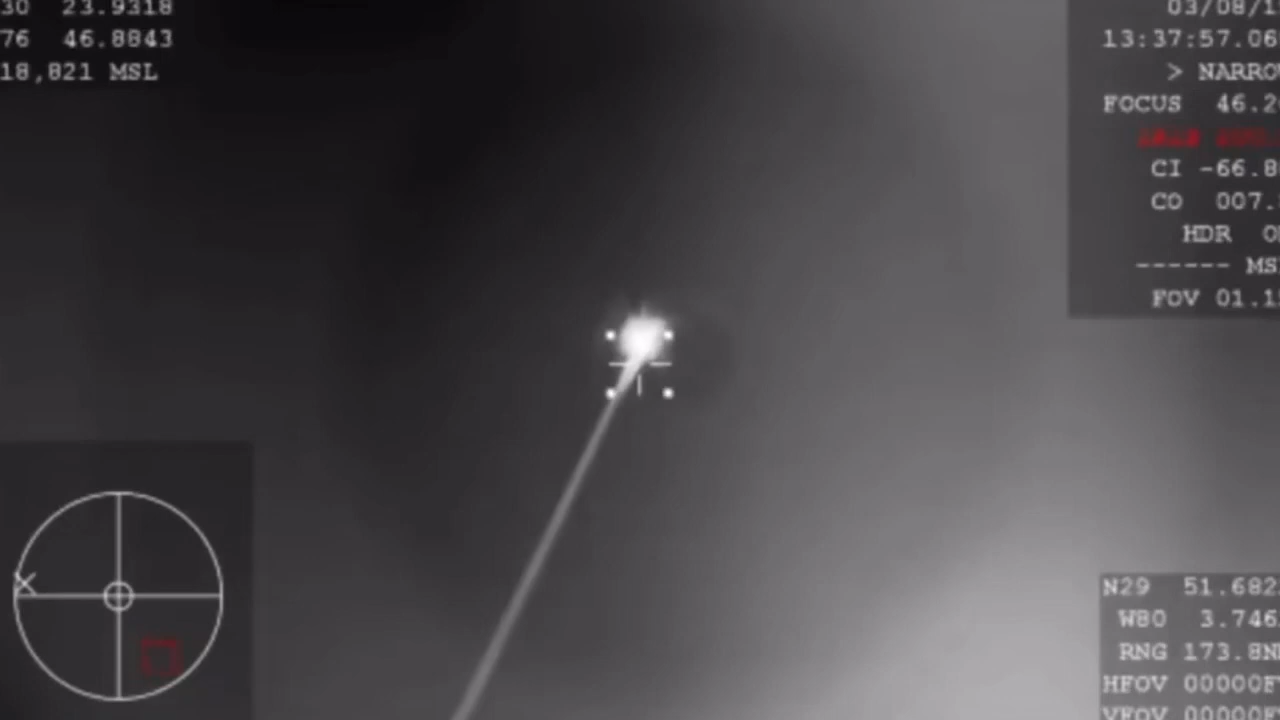 30 23.9318
76 46.8843
18,821 MSL
03/08/1
13:37:57.06
> NARRO
FOCUS 46.2
CI -66.8
CO 007.
HDR O
------ MS
FOV 01.1
N29 51.682
W80 3.746
RNG 173.8N
HFOV 00000F
VFOV 00000F